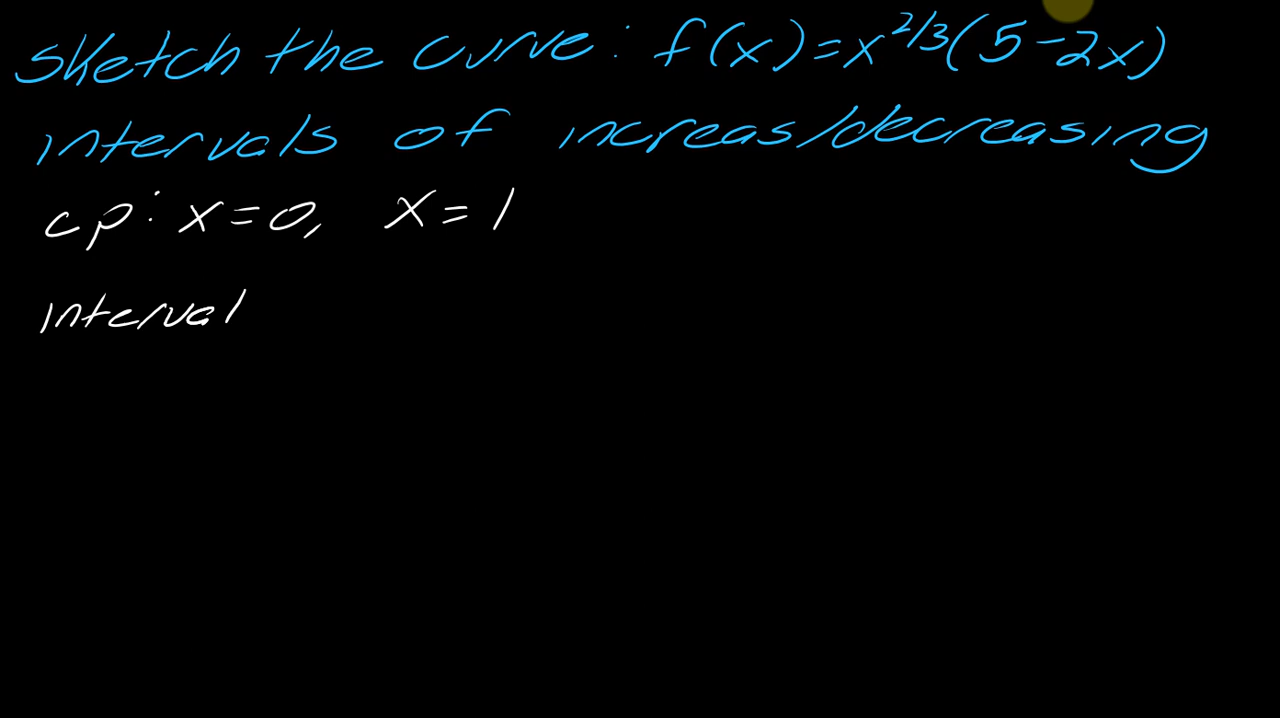 sketch the curve: f(x)=x^2/3(5-2x)
intervals of increas/decreasing
cp: x=0, x=1
interval